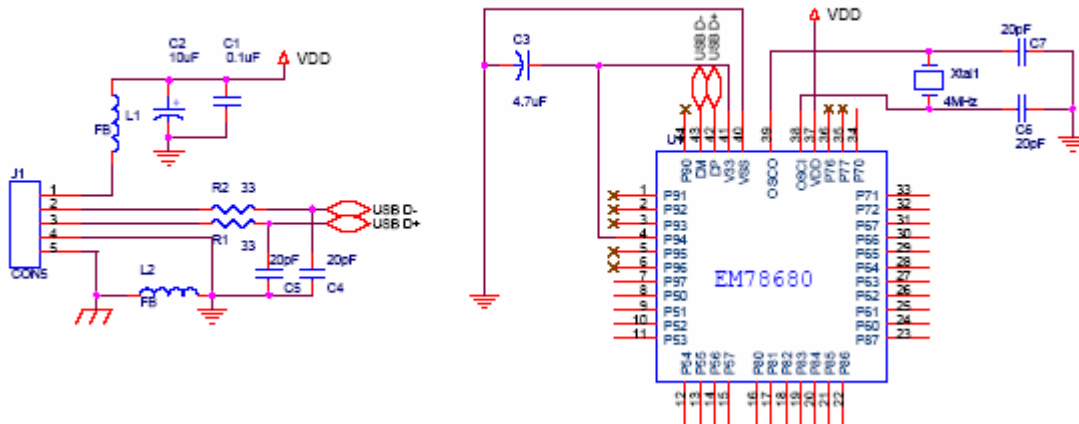 C2
10uF
C1
0.1uF
VDD
L1
FB
J1
1
2
3
4
5
CON5
R2 33
R1 33
USB D-
USB D+
20pF
20pF
C5
C4
L2
FB
C3
4.7uF
USB D-
USB D+
VDD
20pF
C7
Xtal1
4MHz
C6
20pF
44
43
42
41
40
39
38
37
36
35
34
P90
DM
DP
V33
VSS
OSCO
OSCI
VDD
P76
P77
P70
1 P91
2 P92
3 P93
4 P94
5 P95
6 P96
7 P97
8 P50
9 P51
10 P52
11 P53
EM78680
P71 33
P72 32
P67 31
P66 30
P65 29
P64 28
P63 27
P62 26
P61 25
P60 24
P87 23
P54
P55
P56
P57
P80
P81
P82
P83
P84
P85
P86
12
13
14
15
16
17
18
19
20
21
22